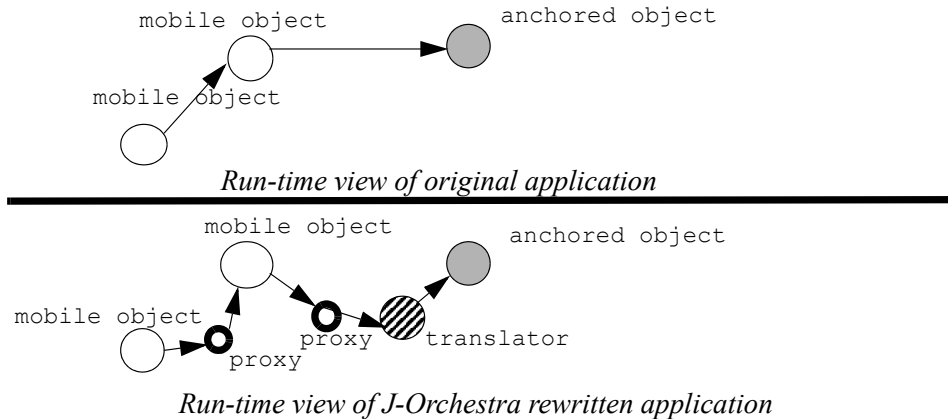 anchored object
mobile object
mobile object
Run-time view of original application
mobile object
anchored object
mobile object
proxy
translator
proxy
Run-time view of J-Orchestra rewritten application